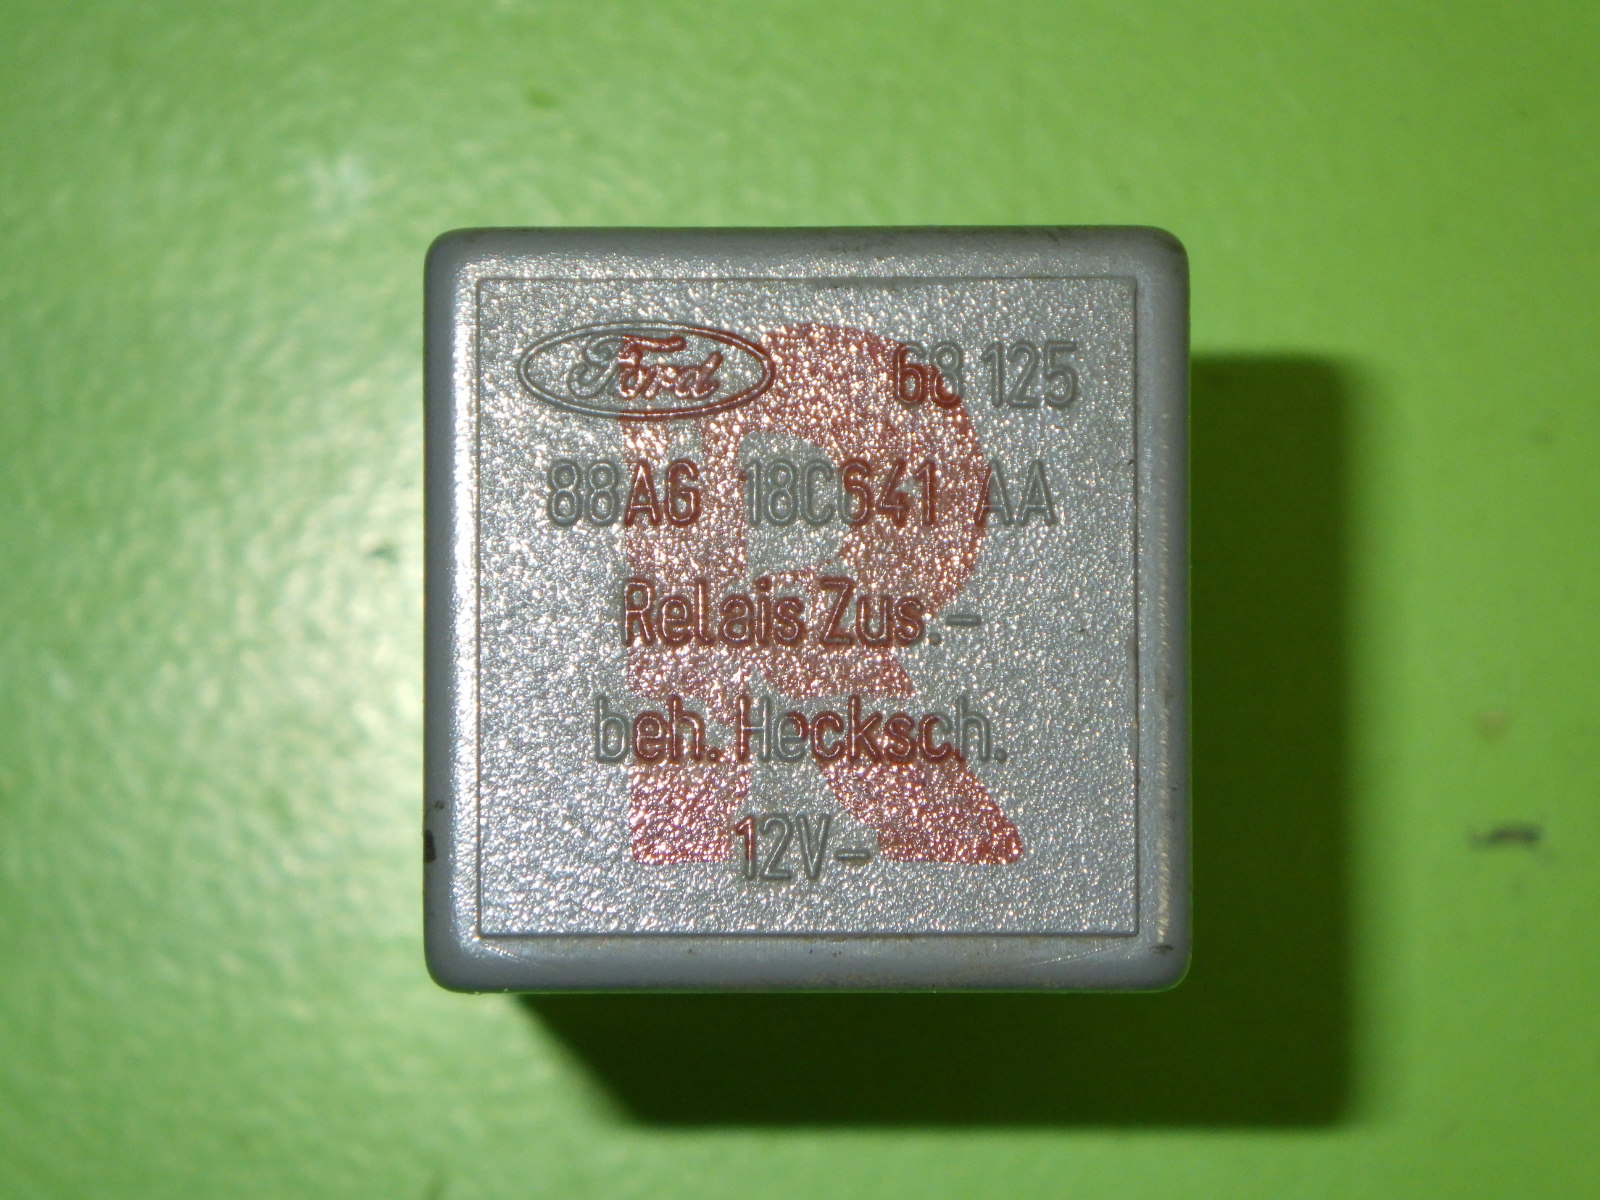 Ford 68 125
88AG 18C641 AA
Relais Zus.-
beh. Hecksch.
12V-
R